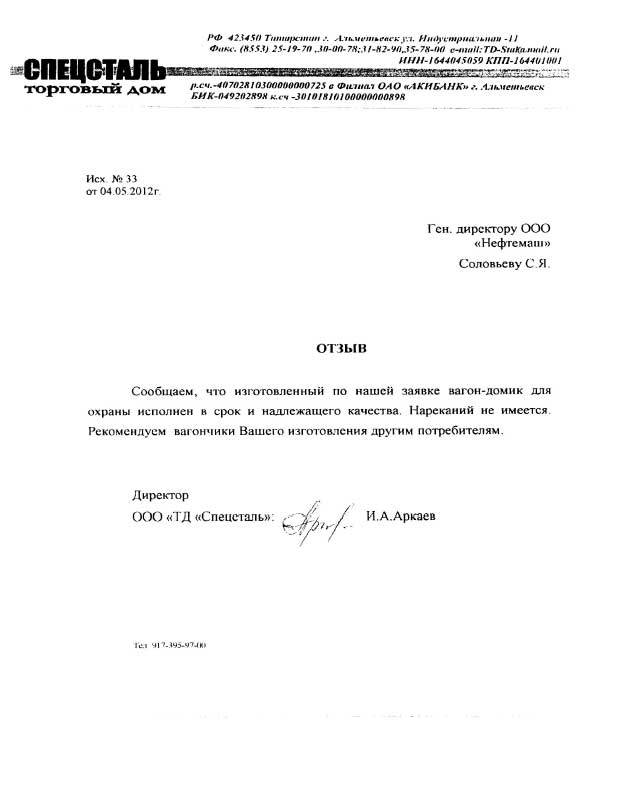 РФ 423450 Татарстан г. Альметьевск ул. Индустриальная -11
Факс. (8553) 25-19-70 ,30-00-78;31-82-90,35-78-00 e-mail:TD-Sta@mail.ru
ИНН-1644045059 КПП-164401001
СПЕЦСТАЛЬ
ТОРГОВЫЙ ДОМ
р.сч.-40702810300000000725 в Филиал ОАО «АКИБАНК» г. Альметьевск
БИК-049202898 к.сч -30101810100000000898
Исх. № 33
от 04.05.2012г.
Ген. директору ООО
«Нефтемаш»
Соловьеву С.Я.
ОТЗЫВ
Сообщаем, что изготовленный по нашей заявке вагон-домик для
охраны исполнен в срок и надлежащего качества. Нареканий не имеется.
Рекомендуем вагончики Вашего изготовления другим потребителям.
Директор
ООО «ТД «Спецсталь»: И.А.Аркаев
Тел 917-395-97-00